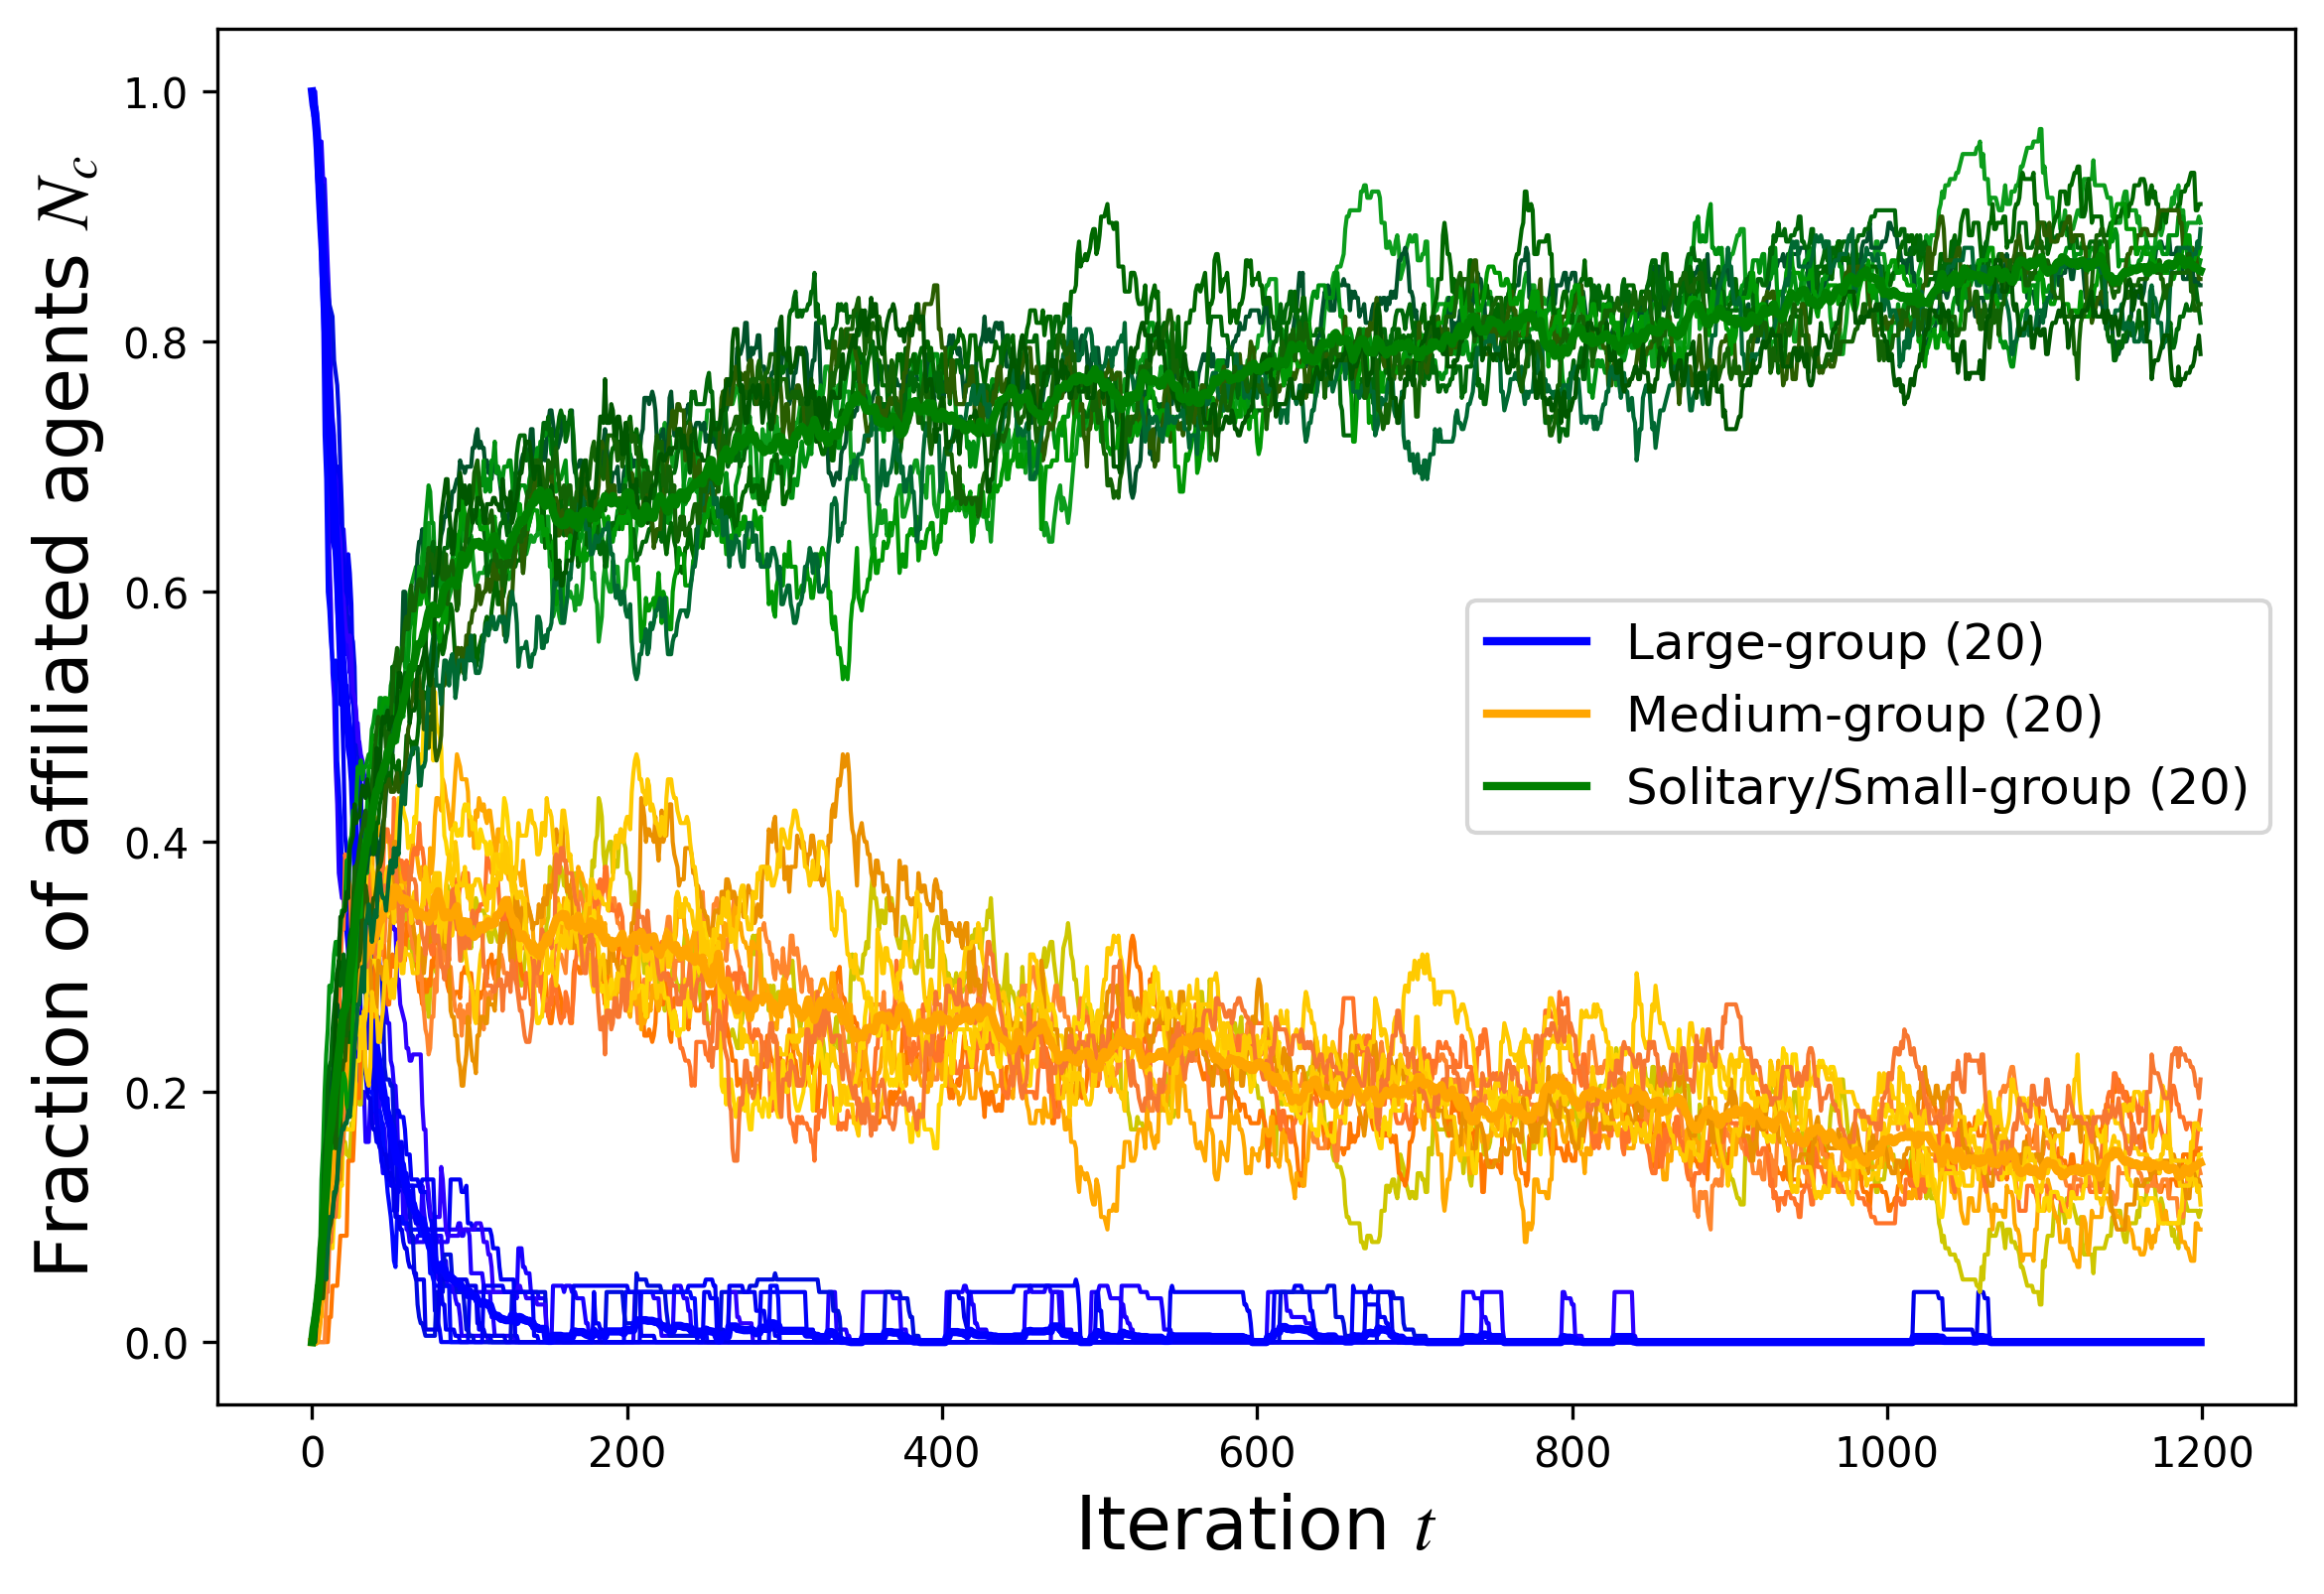 Fraction of affiliated agents N_c
1.0
0.8
0.6
0.4
0.2
0.0
Large-group (20)
Medium-group (20)
Solitary/Small-group (20)
0 200 400 600 800 1000 1200
Iteration t